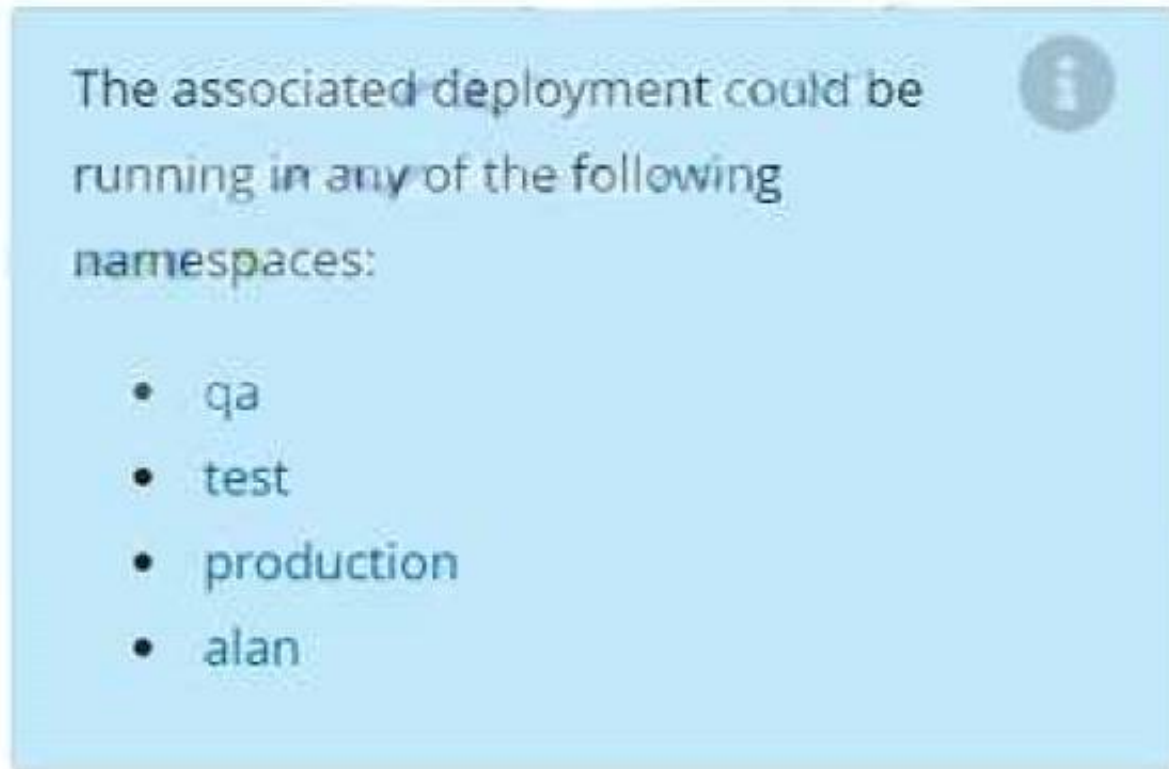 The associated deployment could be
running in any of the following
namespaces:
• qa
• test
• production
• alan